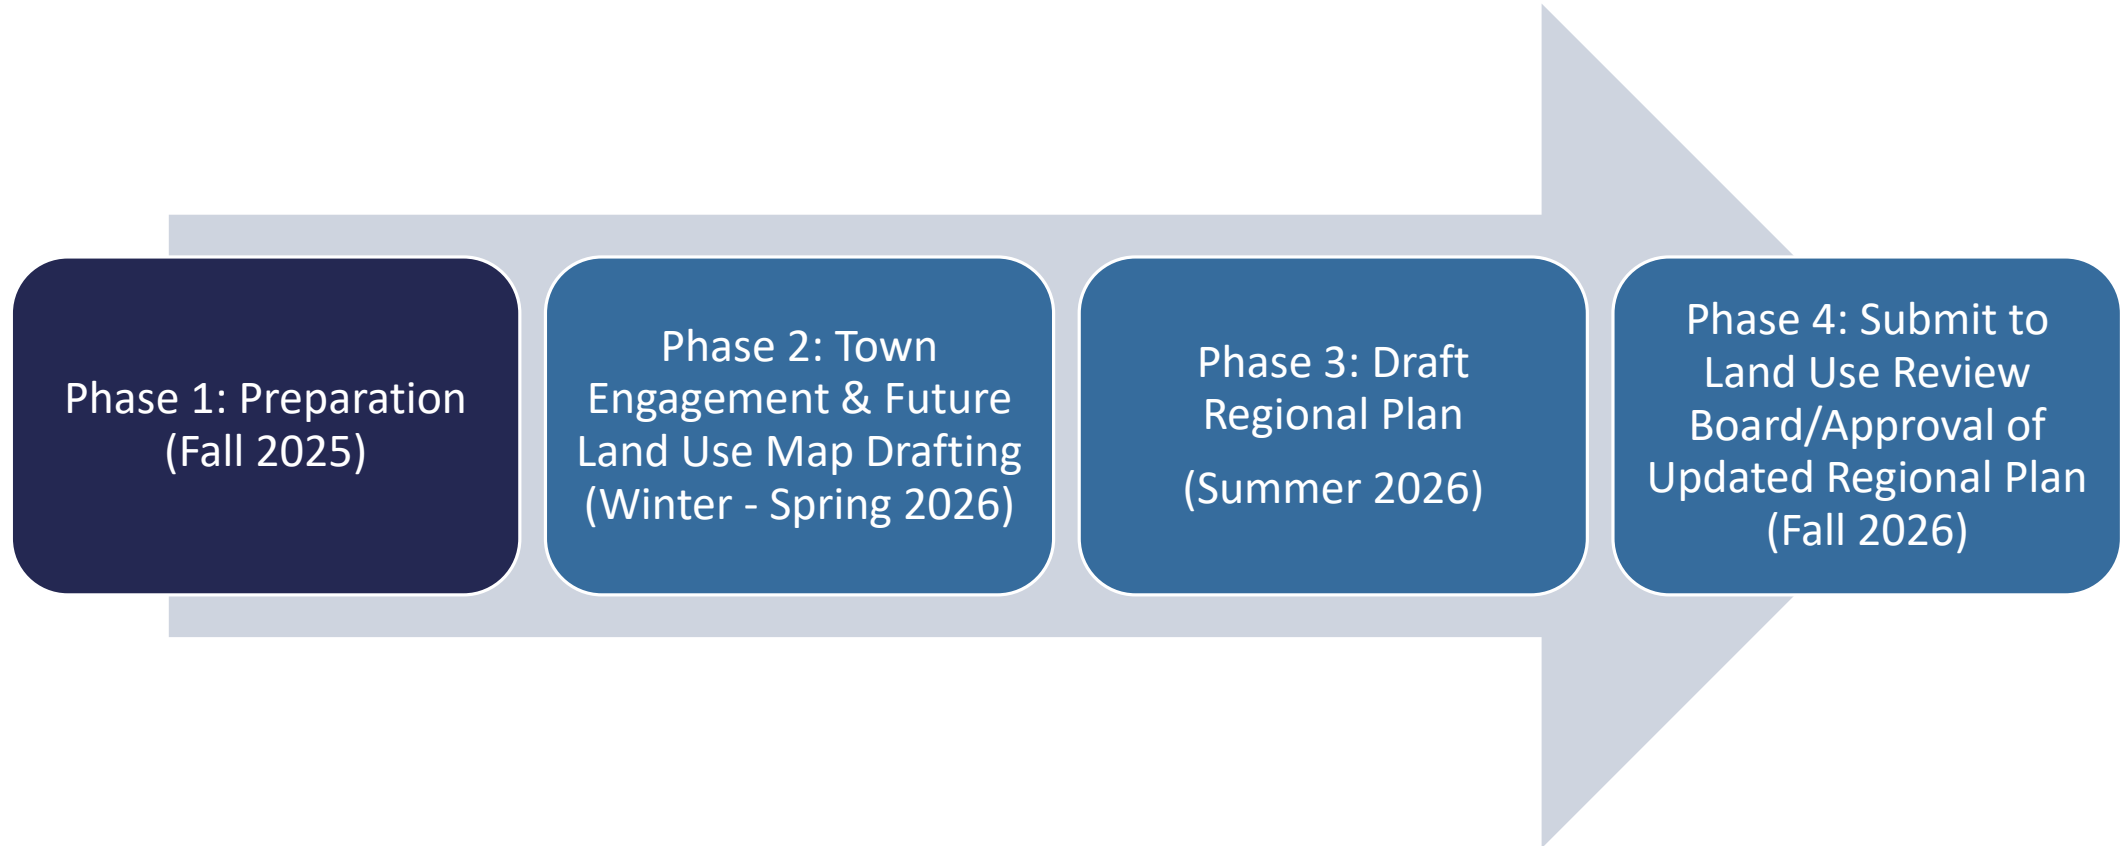 Phase 1: Preparation
(Fall 2025)
Phase 2: Town
Engagement & Future
Land Use Map Drafting
(Winter - Spring 2026)
Phase 3: Draft
Regional Plan
(Summer 2026)
Phase 4: Submit to
Land Use Review
Board/Approval of
Updated Regional Plan
(Fall 2026)